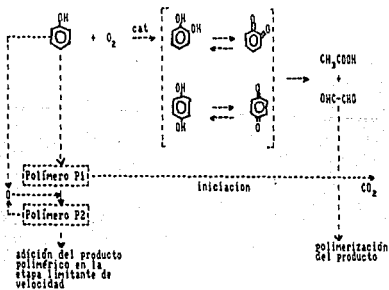 OH
+ O2
cat
OH
OH
O
O
OH
OH
O
O
CH3COOH
+
OHC-CHO
Polímero P1
iniciacion
CO2
Polímero P2
adición del producto
polimérico en la
etapa limitante de
velocidad
polimerización
del producto